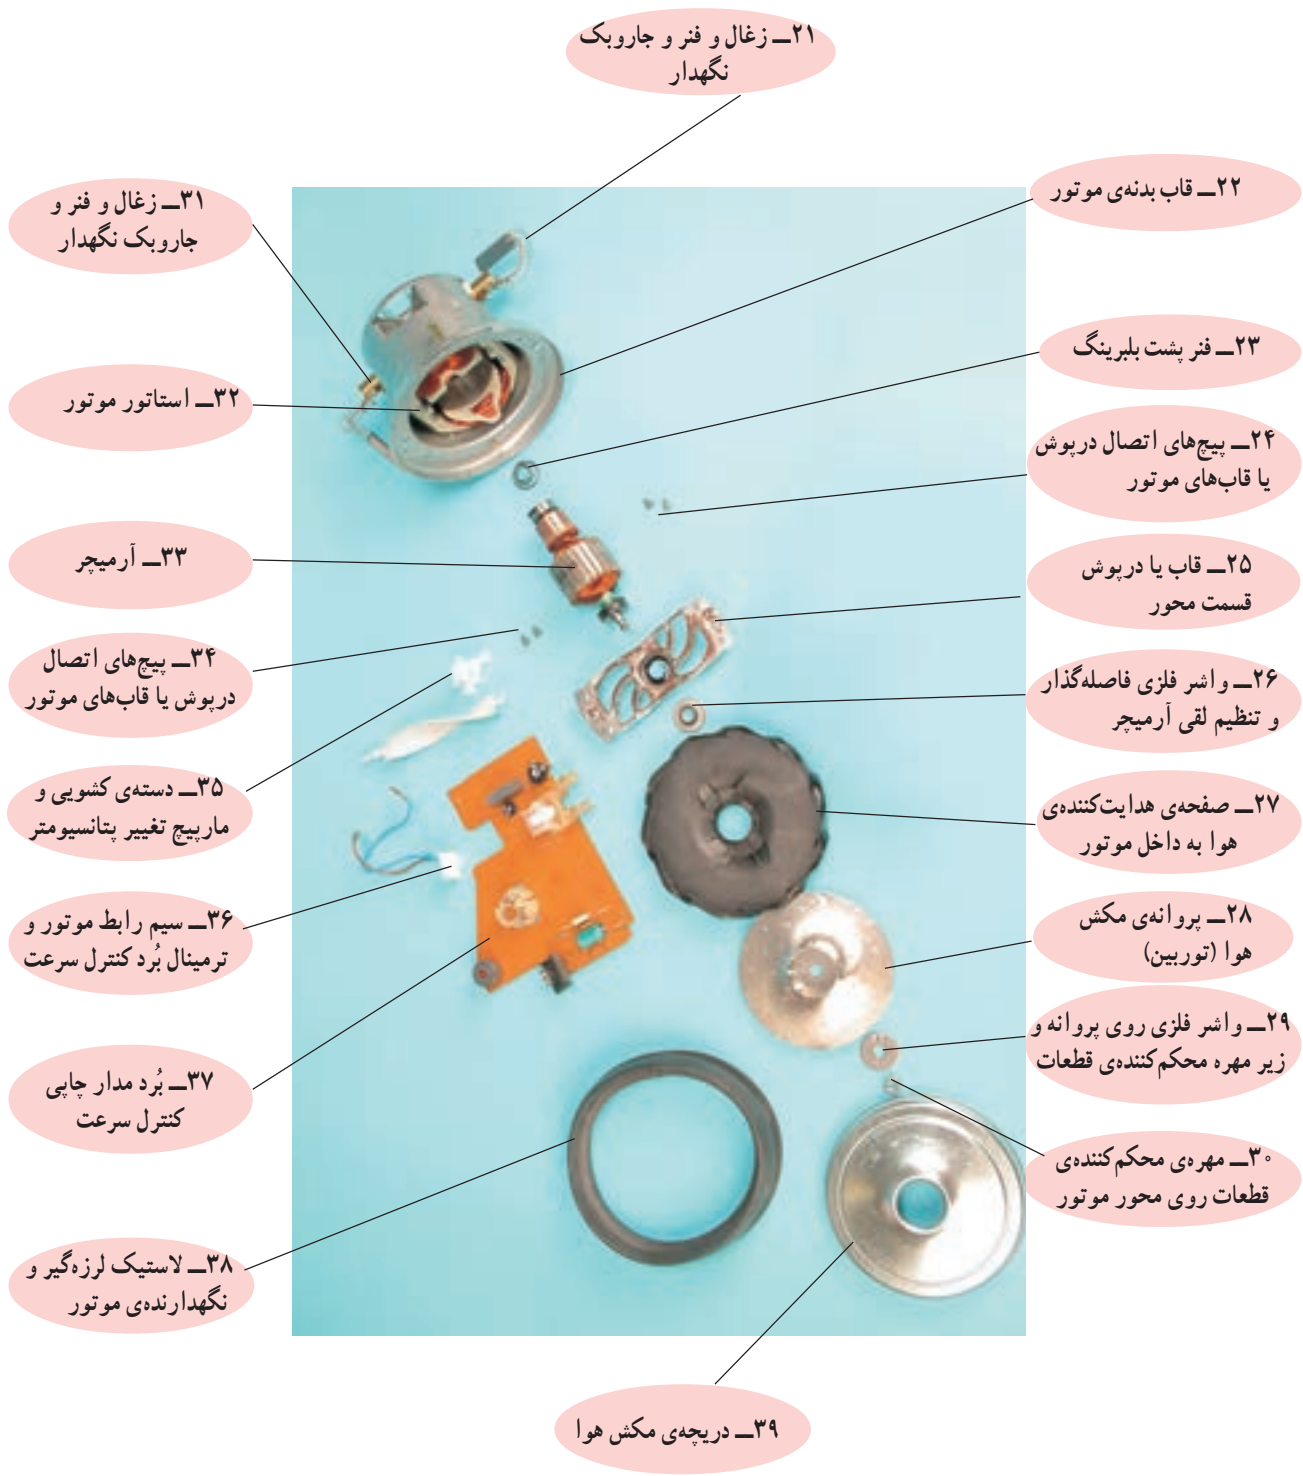 ۲۱ــ زغال و فنر و جاروبک
نگهدار
۲۲ــ قاب بدنه‌ی موتور
۲۳ــ فنر پشت بلبرینگ
۲۴ــ پیچ‌های اتصال درپوش
یا قاب‌های موتور
۲۵ــ قاب یا درپوش
قسمت محور
۲۶ــ واشر فلزی فاصله‌گذار
و تنظیم لقی آرمیچر
۲۷ــ صفحه‌ی هدایت‌کننده‌ی
هوا به داخل موتور
۲۸ــ پروانه‌ی مکش
هوا (توربین)
۲۹ــ واشر فلزی روی پروانه و
زیر مهره محکم‌کننده‌ی قطعات
۳۰ــ مهره‌ی محکم‌کننده‌ی
قطعات روی محور موتور
۳۱ــ زغال و فنر و
جاروبک نگهدار
۳۲ــ استاتور موتور
۳۳ــ آرمیچر
۳۴ــ پیچ‌های اتصال
درپوش یا قاب‌های موتور
۳۵ــ دسته‌ی کشویی و
مارپیچ تغییر پتانسیومتر
۳۶ــ سیم رابط موتور و
ترمینال بُرد کنترل سرعت
۳۷ــ بُرد مدار چاپی
کنترل سرعت
۳۸ــ لاستیک لرزه‌گیر و
نگهدارنده‌ی موتور
۳۹ــ دریچه‌ی مکش هوا